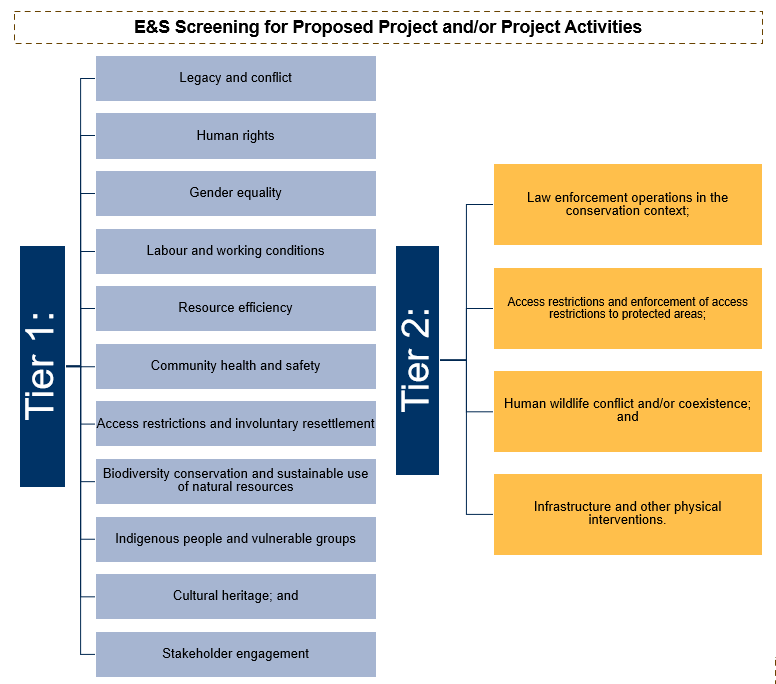 E&S Screening for Proposed Project and/or Project Activities
Tier 1:
Legacy and conflict
Human rights
Gender equality
Labour and working conditions
Resource efficiency
Community health and safety
Access restrictions and involuntary resettlement
Biodiversity conservation and sustainable use
of natural resources
Indigenous people and vulnerable groups
Cultural heritage; and
Stakeholder engagement
Tier 2:
Law enforcement operations in the
conservation context;
Access restrictions and enforcement of access
restrictions to protected areas;
Human wildlife conflict and/or coexistence;
and
Infrastructure and other physical
interventions.